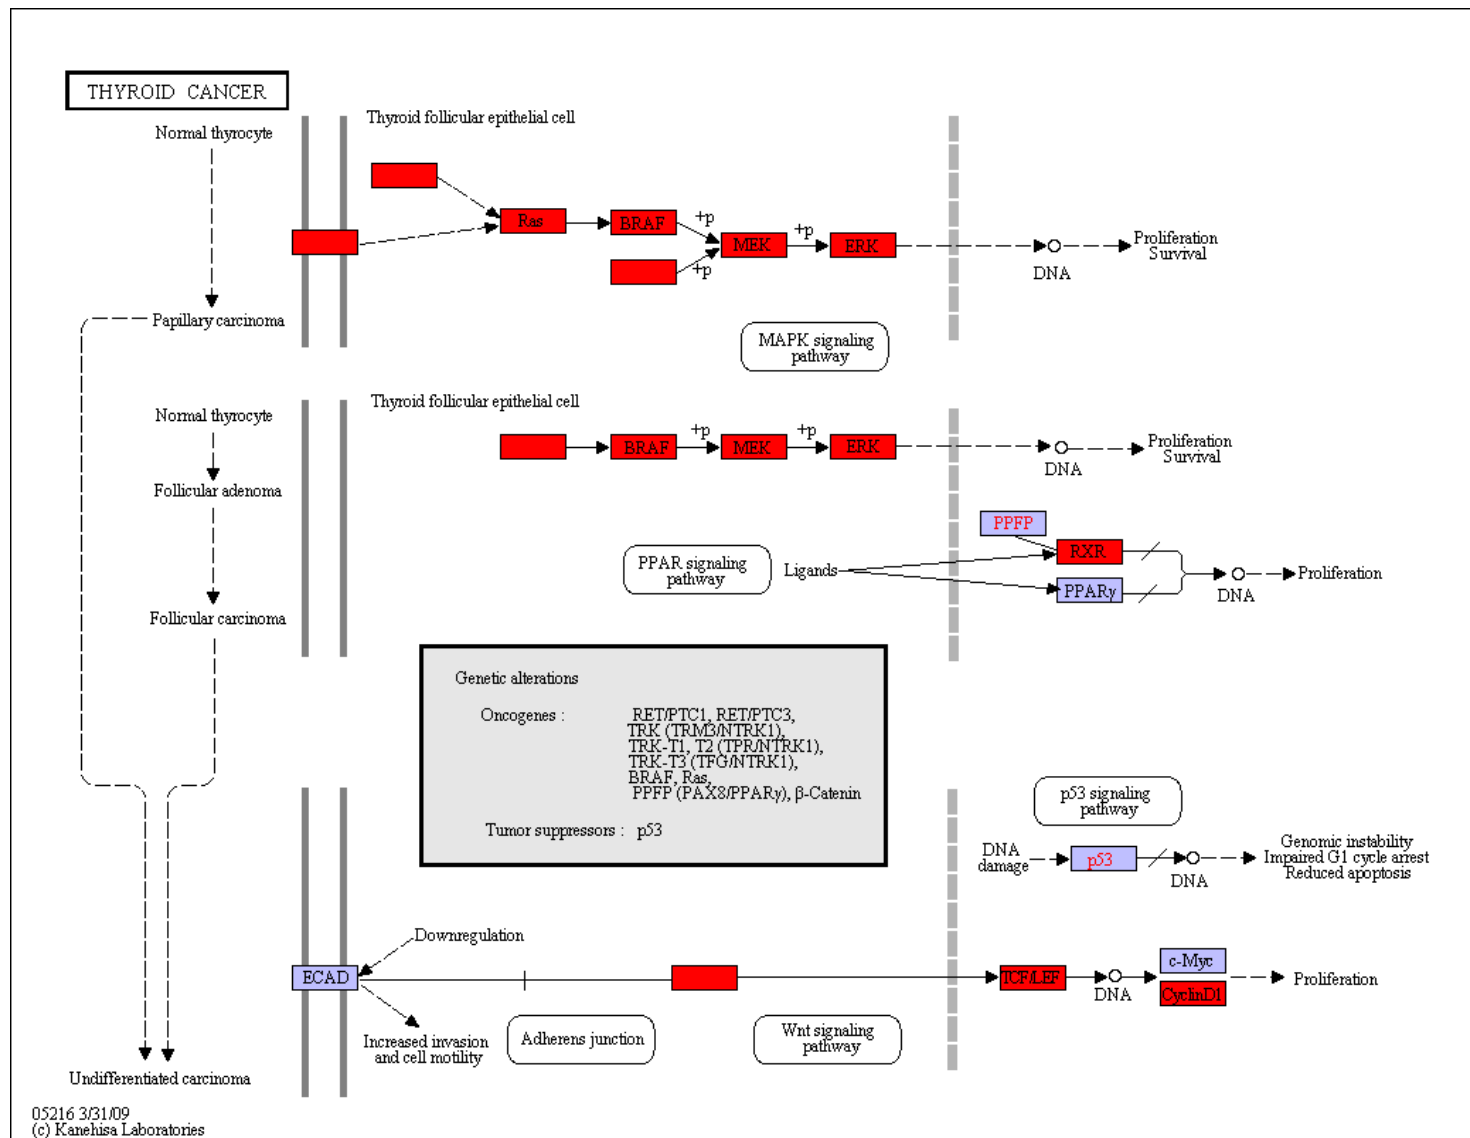 THYROID CANCER
Normal thyrocyte
Thyroid follicular epithelial cell
Ras
BRAF
+p
+p
MEK
+p
ERK
DNA
Proliferation
Survival
Papillary carcinoma
MAPK signaling
pathway
Normal thyrocyte
Thyroid follicular epithelial cell
BRAF
+p
MEK
+p
ERK
DNA
Proliferation
Survival
Follicular adenoma
PPFP
PPAR signaling
pathway
Ligands
RXR
PPARγ
DNA
Proliferation
Follicular carcinoma
Genetic alterations
Oncogenes :
RET/PTC1, RET/PTC3,
TRK (TRM3/NTRK1),
TRK-T1, T2 (TPR/NTRK1),
TRK-T3 (TFG/NTRK1),
BRAF, Ras,
PPFP (PAX8/PPARγ), β-Catenin
Tumor suppressors : p53
p53 signaling
pathway
DNA
damage
p53
DNA
Genomic instability
Impaired G1 cycle arrest
Reduced apoptosis
Downregulation
ECAD
TCF/LEF
DNA
c-Myc
CyclinD1
Proliferation
Increased invasion
and cell motility
Adherens junction
Wnt signaling
pathway
Undifferentiated carcinoma
05216 3/31/09
(c) Kanehisa Laboratories